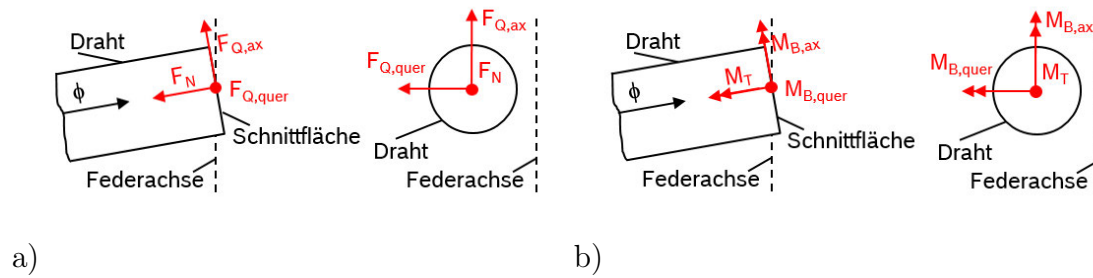 Draht
F_Q,ax
F_N
ϕ
F_Q,quer
Schnittfläche
Federachse
F_Q,ax
F_Q,quer
F_N
Draht
Federachse
Draht
M_B,ax
M_T
ϕ
M_B,quer
Schnittfläche
Federachse
M_B,ax
M_B,quer
M_T
Draht
Federachse
a)
b)